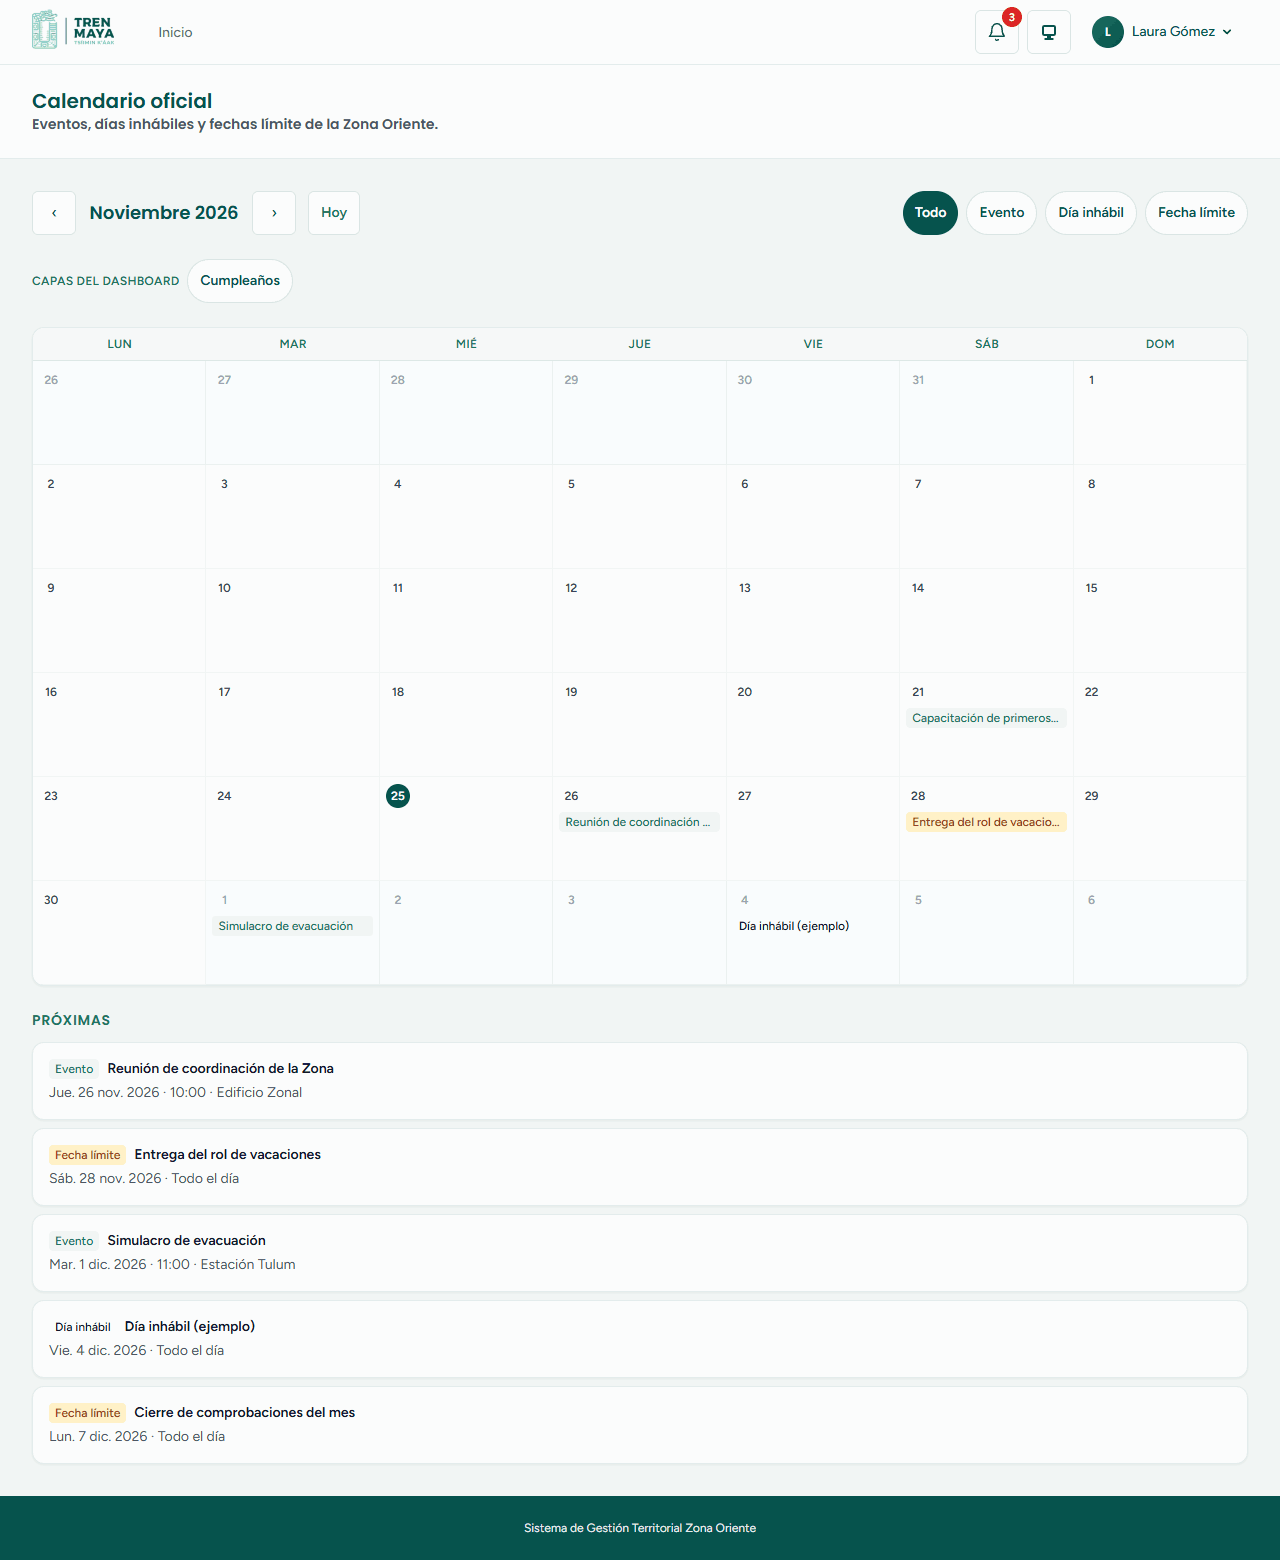 TREN
MAYA
TSÍIMIN K'ÁAK
Inicio
3
L
Laura Gómez
Calendario oficial
Eventos, días inhábiles y fechas límite de la Zona Oriente.
‹
Noviembre 2026
›
Hoy
Todo
Evento
Día inhábil
Fecha límite
CAPAS DEL DASHBOARD
Cumpleaños
LUN MAR MIÉ JUE VIE SÁB DOM
26 27 28 29 30 31 1
2 3 4 5 6 7 8
9 10 11 12 13 14 15
16 17 18 19 20 21 22
Capacitación de primeros...
23 24 25 26 27 28 29
Reunión de coordinación ...
Entrega del rol de vacacio...
30 1 2 3 4 5 6
Simulacro de evacuación
Día inhábil (ejemplo)
PRÓXIMAS
Evento Reunión de coordinación de la Zona
Jue. 26 nov. 2026 · 10:00 · Edificio Zonal
Fecha límite Entrega del rol de vacaciones
Sáb. 28 nov. 2026 · Todo el día
Evento Simulacro de evacuación
Mar. 1 dic. 2026 · 11:00 · Estación Tulum
Día inhábil Día inhábil (ejemplo)
Vie. 4 dic. 2026 · Todo el día
Fecha límite Cierre de comprobaciones del mes
Lun. 7 dic. 2026 · Todo el día
Sistema de Gestión Territorial Zona Oriente